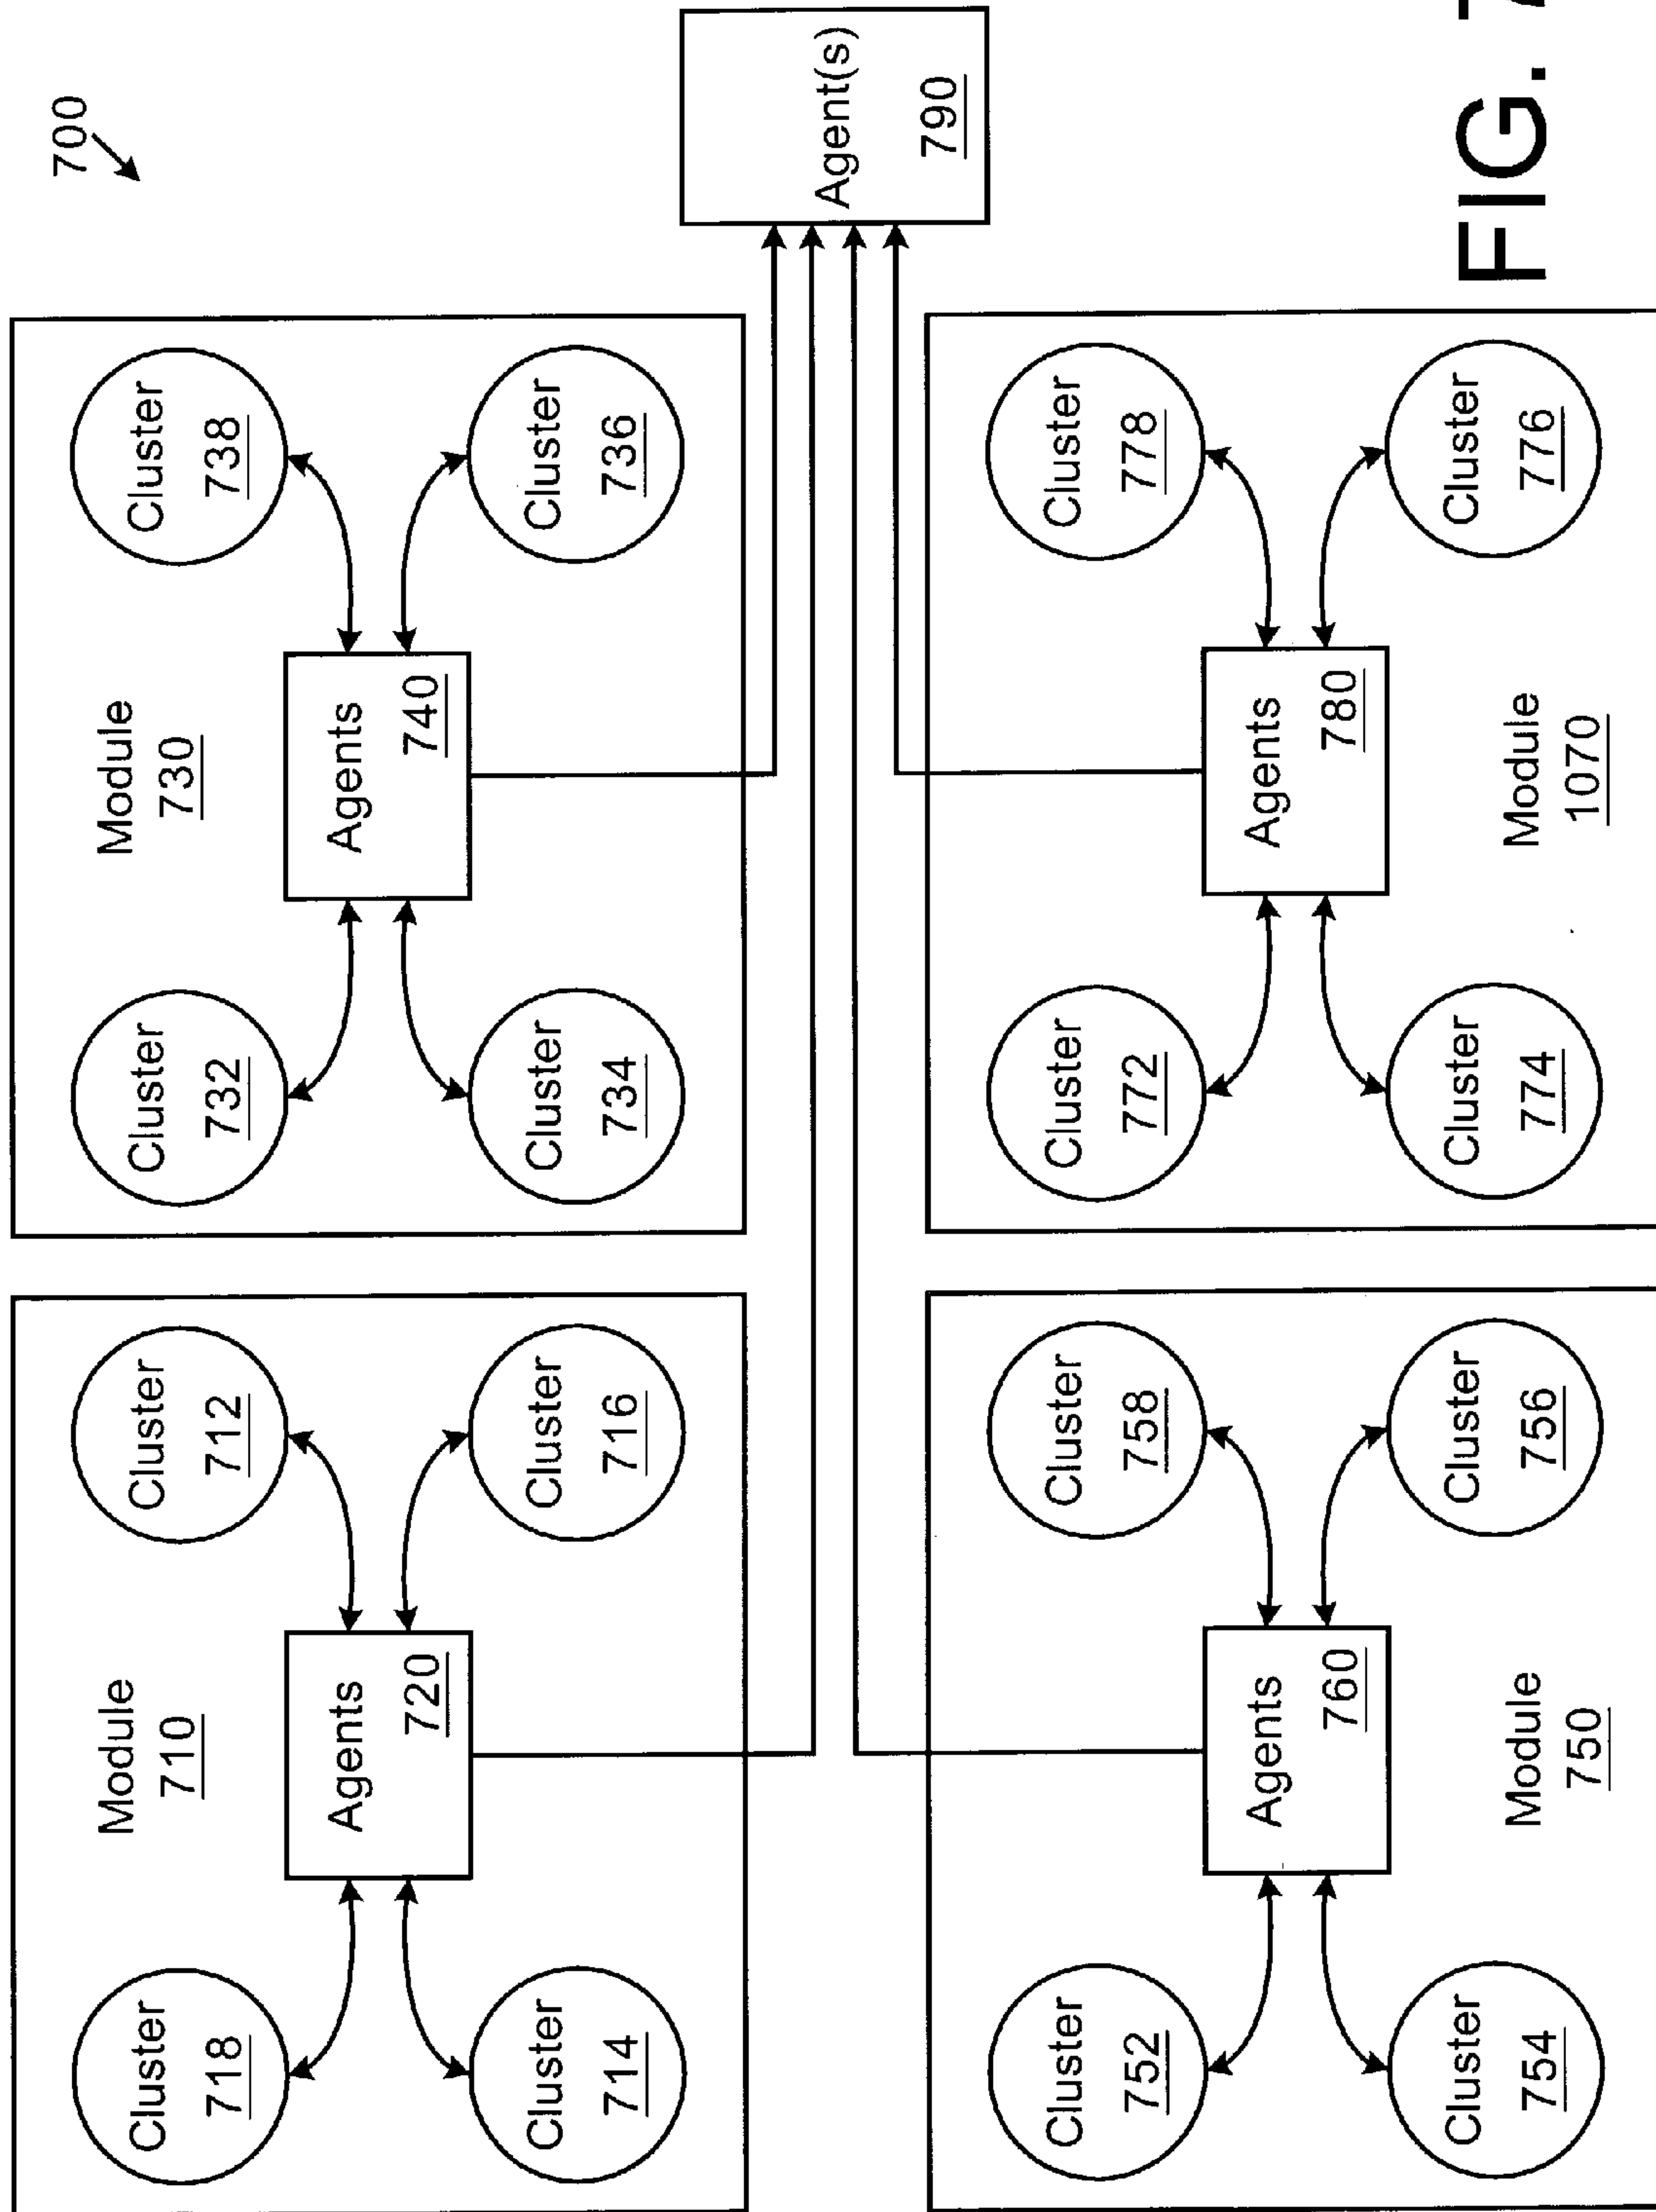 700
Module
710
Cluster
718
Cluster
712
Agents
720
Cluster
714
Cluster
716
Module
730
Cluster
732
Cluster
738
Agents
740
Cluster
734
Cluster
736
Agent(s)
790
Cluster
752
Cluster
758
Agents
760
Cluster
754
Cluster
756
Module
750
Cluster
772
Cluster
778
Agents
780
Cluster
774
Cluster
776
Module
1070
FIG. 7